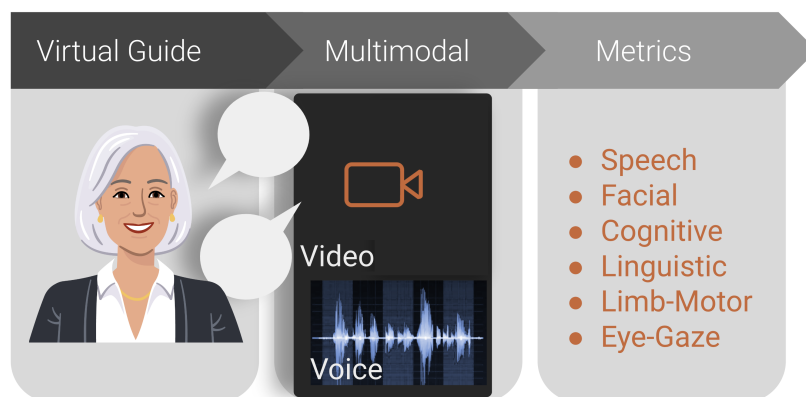 Virtual Guide
Multimodal
Metrics
Video
Voice
Speech
Facial
Cognitive
Linguistic
Limb-Motor
Eye-Gaze